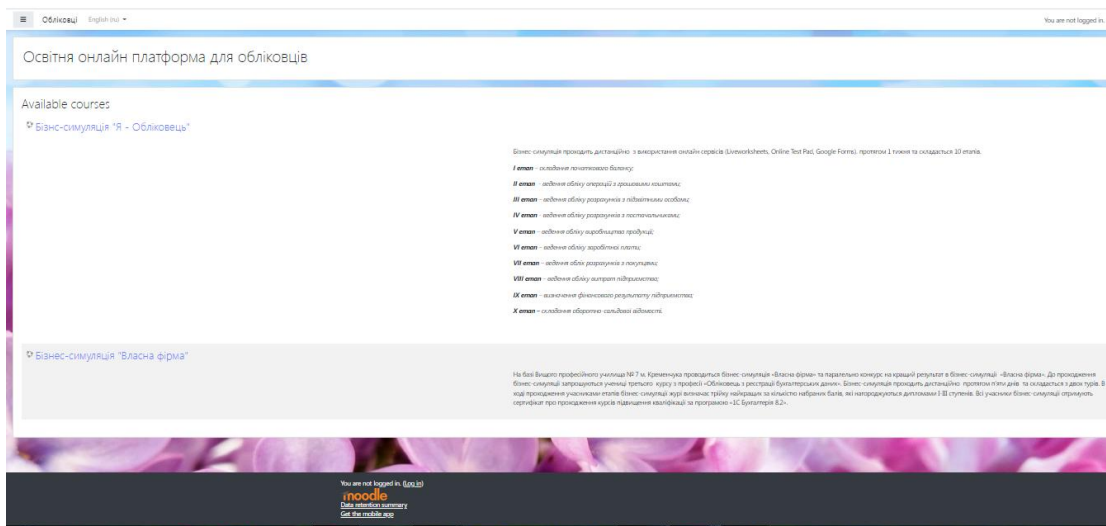 Обліковці English (en)
You are not logged in.
Освітня онлайн платформа для обліковців
Available courses
Бізнс-симуляція "Я - Обліковець"
Бізнес-симуляція проходить дистанційно з використання онлайн сервісів (Liveworksheets, Online Test Pad, Google Forms), протягом 1 тижня та складається 10 етапів.
I етап – складання початкового балансу;
II етап – ведення обліку операцій з грошовими коштами;
III етап – ведення обліку розрахунків з підзвітними особами;
IV етап – ведення обліку розрахунків з постачальниками;
V етап – ведення обліку виробництва продукції;
VI етап – ведення обліку заробітної плати;
VII етап – ведення облік розрахунків з покупцями;
VIII етап – ведення обліку витрат підприємства;
IX етап – визначення фінансового результату підприємства;
X етап – складання оборотно-сальдової відомості.
Бізнес-симуляція "Власна фірма"
На базі Вищого професійного училища № 7 м. Кременчука проводиться бізнес-симуляція «Власна фірма» та паралельно конкурс на кращий результат в бізнес-симуляції «Власна фірма». До проходження
бізнес-симуляції запрошуються учениці третього курсу з професії «Обліковець з реєстрації бухгалтерських даних». Бізнес-симуляція проходить дистанційно протягом п'яти днів та складається з двох турів. В
ході проходження учасниками етапів бізнес-симуляції журі визначає трійку найкращих за кількістю набраних балів, які нагороджуються дипломами I-III ступенів. Всі учасники бізнес-симуляції отримують
сертифікат про проходження курсів підвищення кваліфікації за програмою «1С Бухгалтерія 8.2».
You are not logged in. (Log in)
moodle
Data retention summary
Get the mobile app